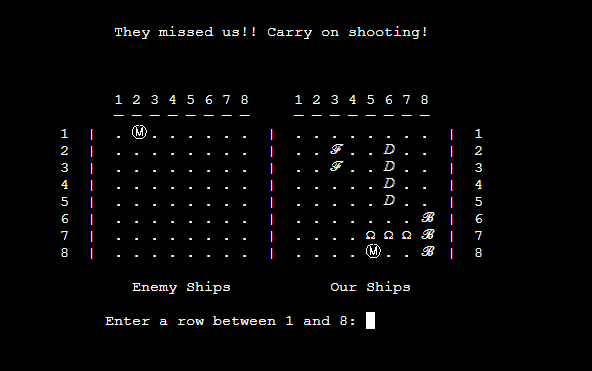 They missed us!! Carry on shooting!
1 2 3 4 5 6 7 8 1 2 3 4 5 6 7 8
— — — — — — — — — — — — — — — —
1 | . Ⓜ . . . . . . | . . . . . . . . | 1
2 | . . . . . . . . | . . ℱ . . D . . | 2
3 | . . . . . . . . | . . ℱ . . D . . | 3
4 | . . . . . . . . | . . . . . D . . | 4
5 | . . . . . . . . | . . . . . D . . | 5
6 | . . . . . . . . | . . . . . . . ℬ | 6
7 | . . . . . . . . | . . . . Ω Ω Ω ℬ | 7
8 | . . . . . . . . | . . . . Ⓜ . . ℬ | 8
Enemy Ships Our Ships
Enter a row between 1 and 8: